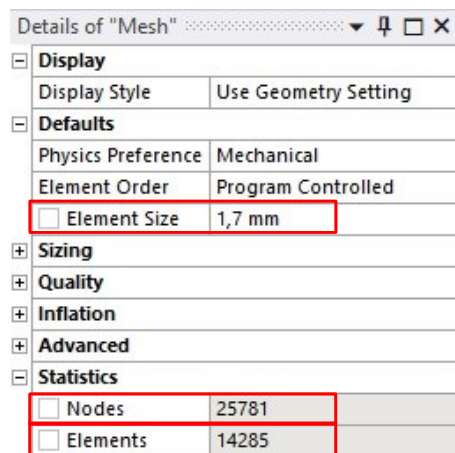 Details of "Mesh"
Display
Display Style Use Geometry Setting
Defaults
Physics Preference Mechanical
Element Order Program Controlled
Element Size 1,7 mm
Sizing
Quality
Inflation
Advanced
Statistics
Nodes 25781
Elements 14285